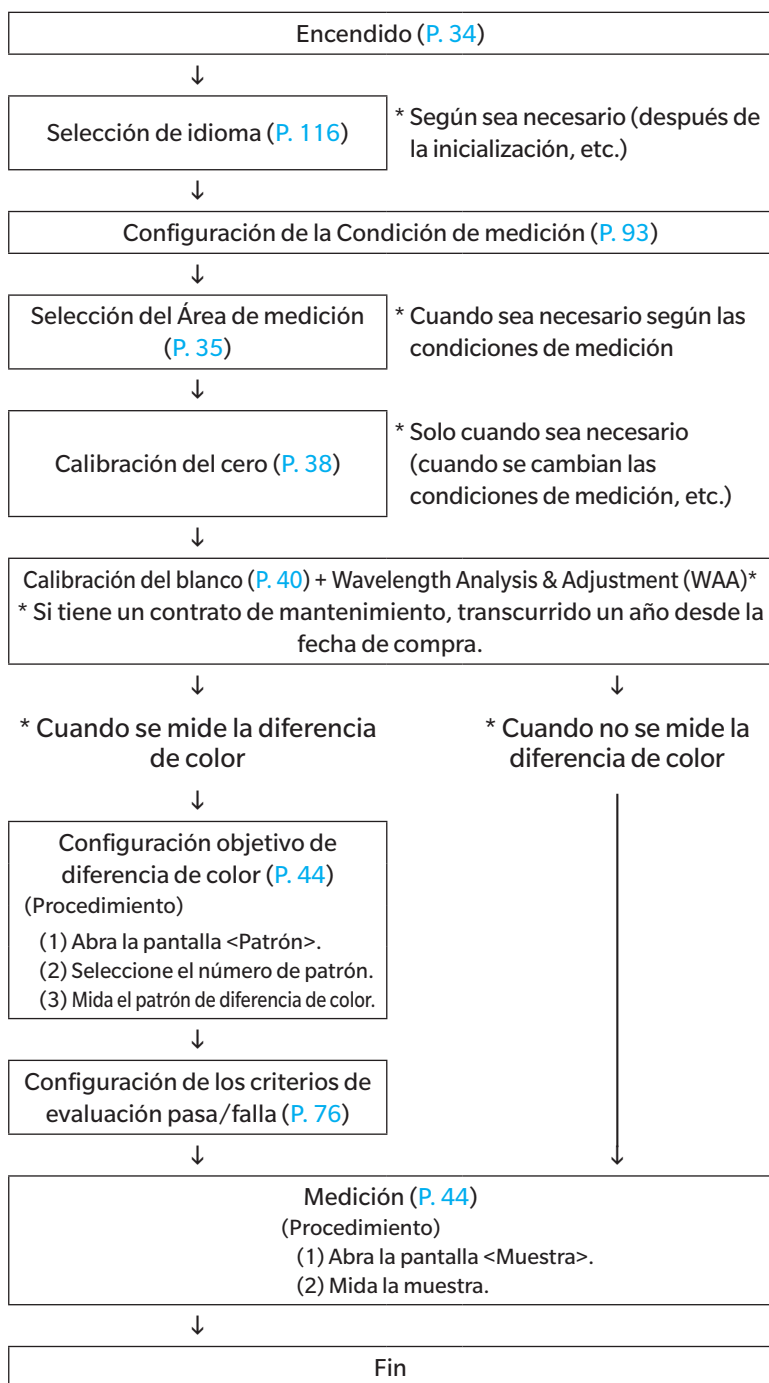 Encendido (P. 34)
↓
Selección de idioma (P. 116)
* Según sea necesario (después de
la inicialización, etc.)
↓
Configuración de la Condición de medición (P. 93)
↓
Selección del Área de medición
(P. 35)
* Cuando sea necesario según las
condiciones de medición
↓
Calibración del cero (P. 38)
* Solo cuando sea necesario
(cuando se cambian las
condiciones de medición, etc.)
↓
Calibración del blanco (P. 40) + Wavelength Analysis & Adjustment (WAA)*
* Si tiene un contrato de mantenimiento, transcurrido un año desde la
fecha de compra.
↓ ↓
* Cuando se mide la diferencia
de color
* Cuando no se mide la
diferencia de color
↓
Configuración objetivo de
diferencia de color (P. 44)
(Procedimiento)
(1) Abra la pantalla <Patrón>.
(2) Seleccione el número de patrón.
(3) Mida el patrón de diferencia de color.
↓
Configuración de los criterios de
evaluación pasa/falla (P. 76)
↓ ↓
Medición (P. 44)
(Procedimiento)
(1) Abra la pantalla <Muestra>.
(2) Mida la muestra.
↓
Fin